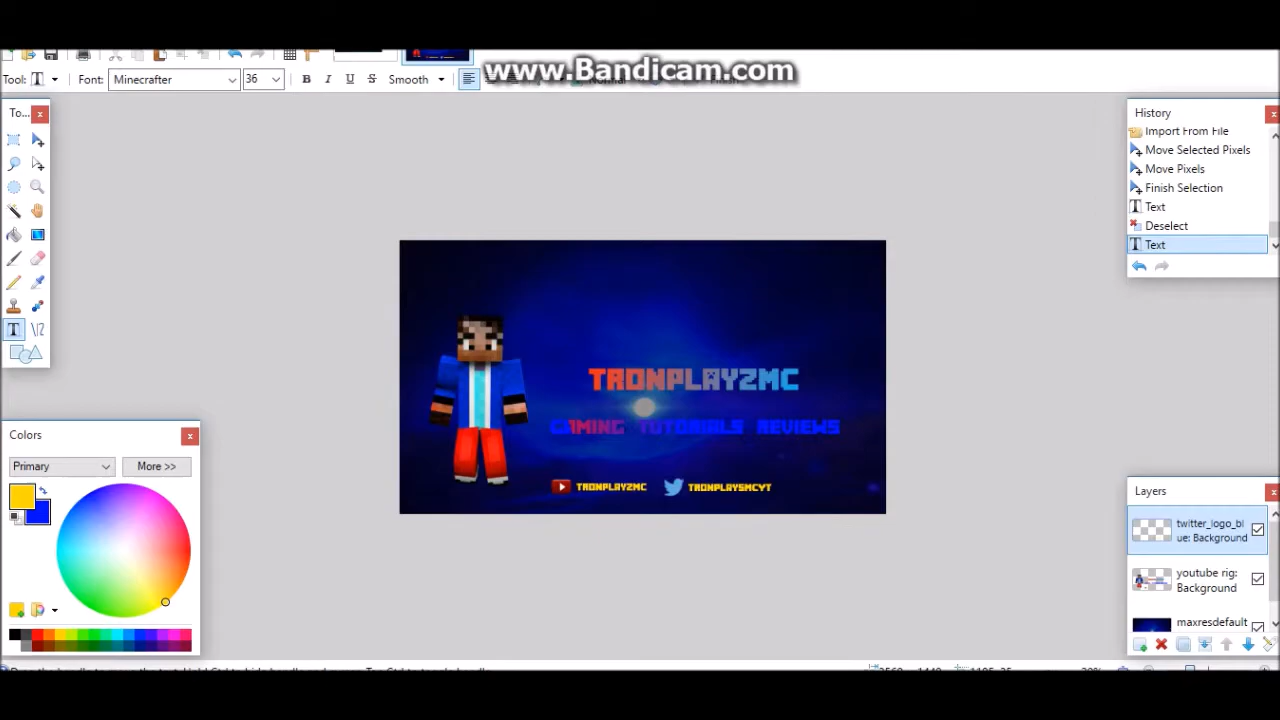 www.Bandicam.com
Tool: Font: Minecrafter 36 B I U S Smooth Normal
To...
History
Import From File
Move Selected Pixels
Move Pixels
Finish Selection
Text
Deselect
Text
TRONPLAYZMC
GAMING TUTORIALS REVIEWS
TRONPLAYZMC TRONPLAYSMCYT
Colors
Primary More >>
Layers
twitter_logo_bl
ue: Background
youtube rig:
Background
maxresdefault